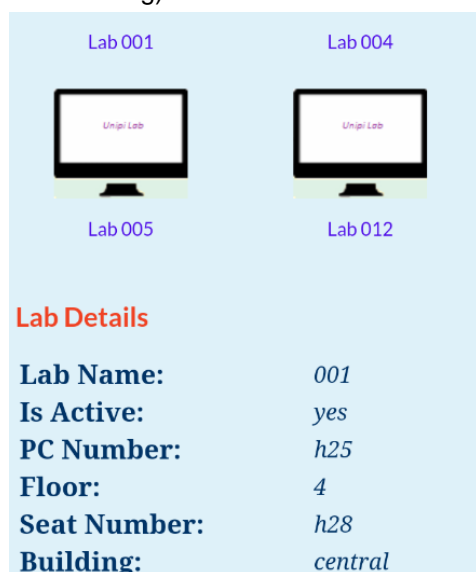 Lab 001 Lab 004
Unipi Lab Unipi Lab
Lab 005 Lab 012
Lab Details
Lab Name: 001
Is Active: yes
PC Number: h25
Floor: 4
Seat Number: h28
Building: central